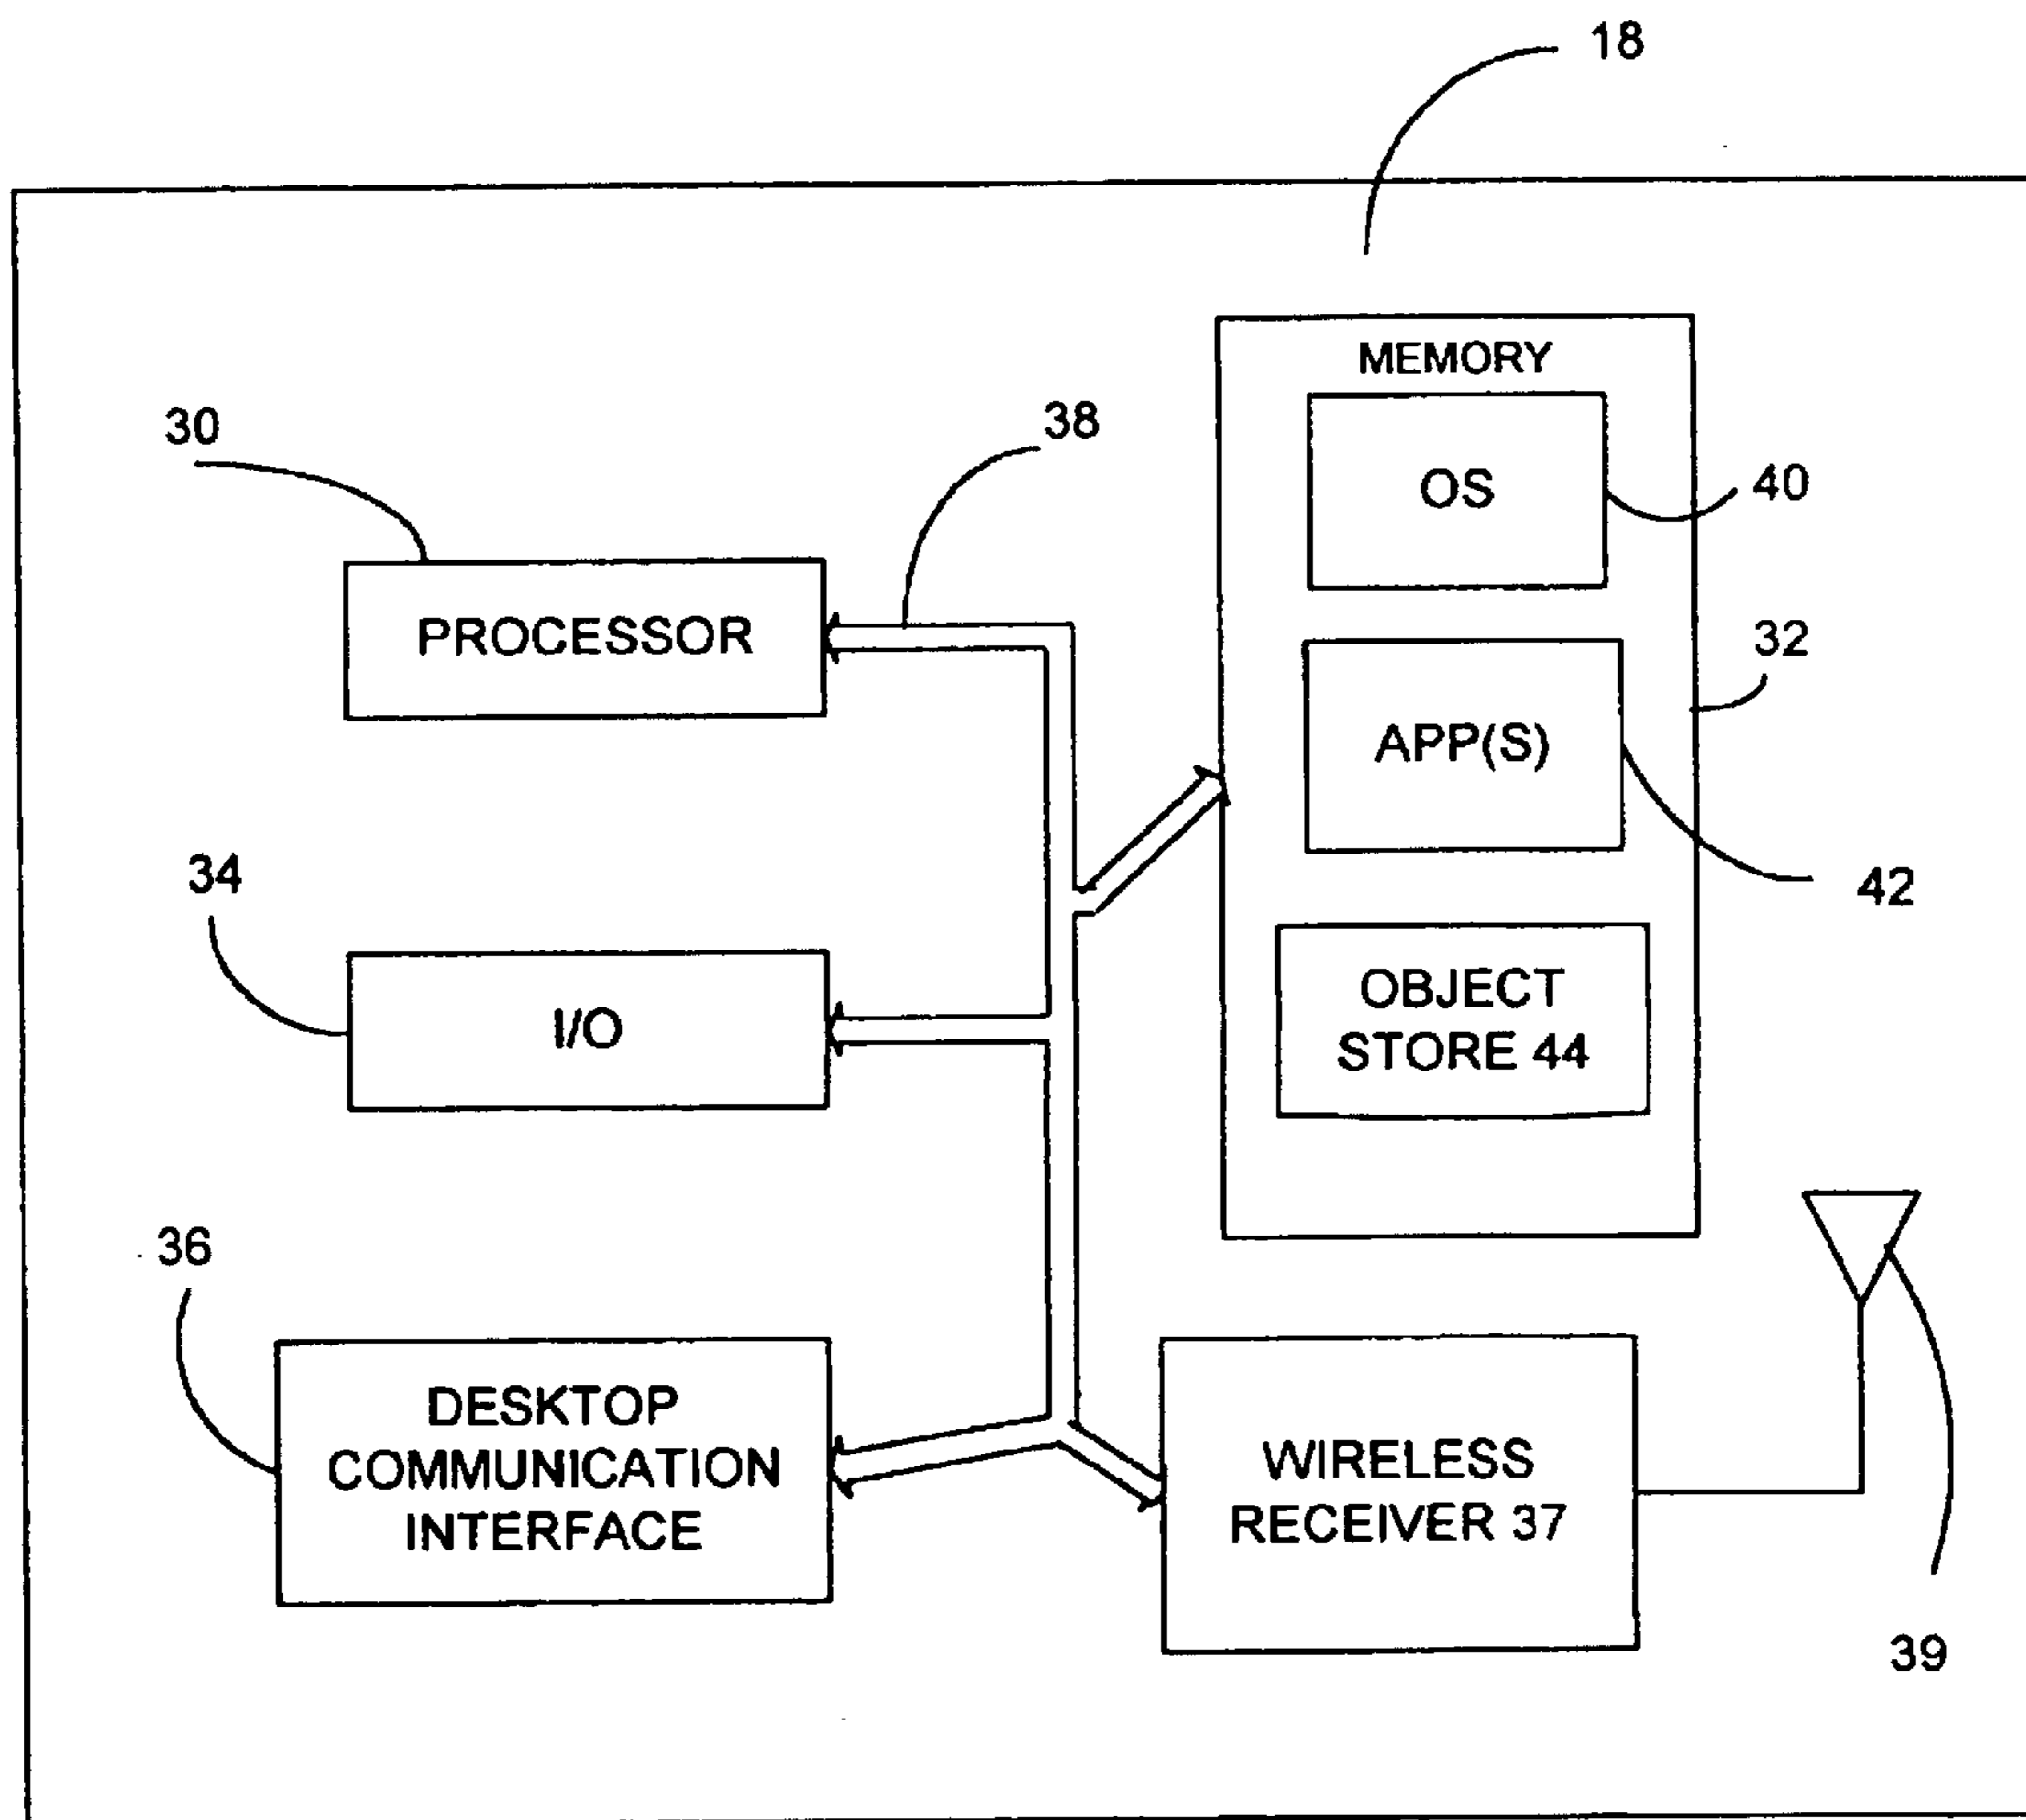 18
MEMORY
30
38
OS
40
PROCESSOR
32
APP(S)
34
42
I/O
OBJECT
STORE 44
36
DESKTOP
COMMUNICATION
INTERFACE
WIRELESS
RECEIVER 37
39